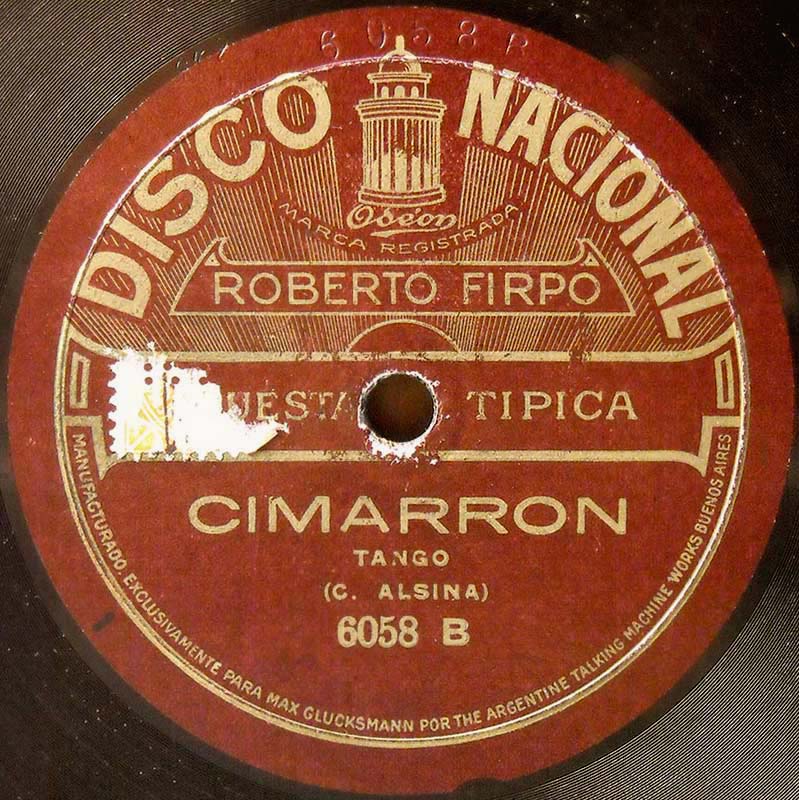 6058 B
DISCO NACIONAL
Odeon
MARCA REGISTRADA
ROBERTO FIRPO
TIPICA
CIMARRON
TANGO
(C. ALSINA)
6058 B
MANUFACTURADO EXCLUSIVAMENTE PARA MAX GLUCKSMANN POR THE ARGENTINE TALKING MACHINE WORKS BUENOS AIRES